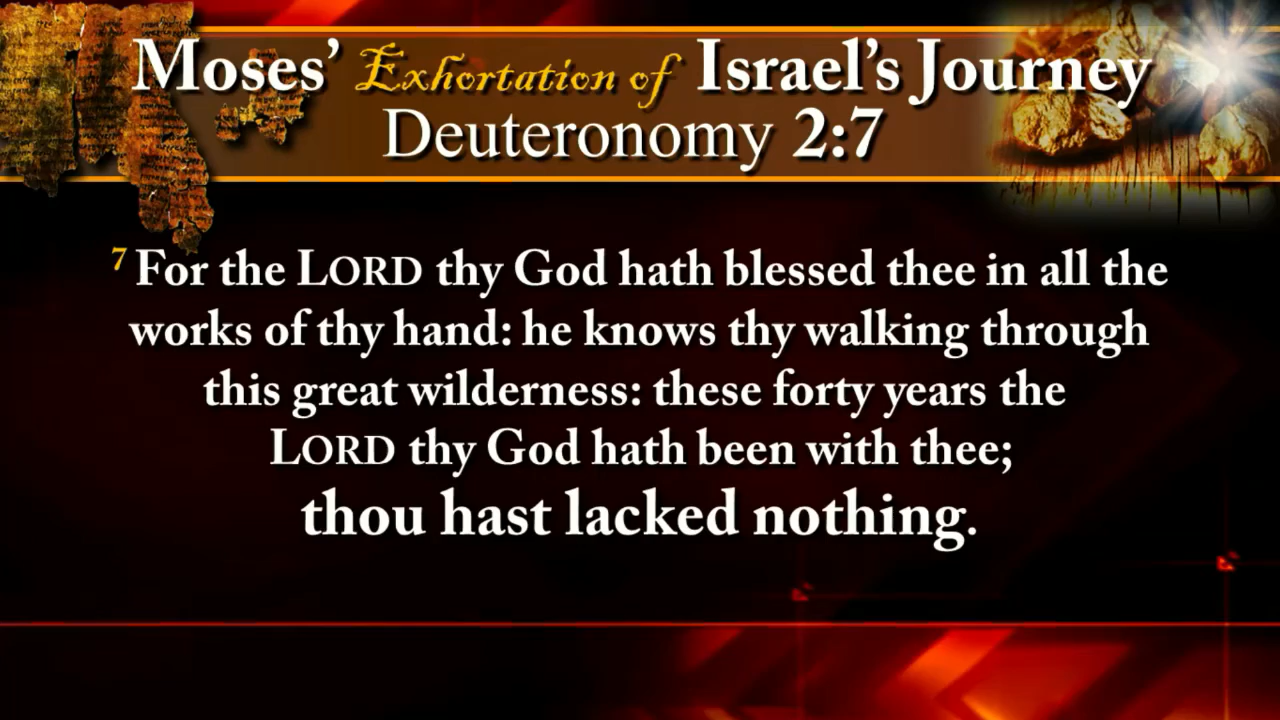 Moses’ Exhortation of Israel’s Journey
Deuteronomy 2:7
7 For the LORD thy God hath blessed thee in all the
works of thy hand: he knows thy walking through
this great wilderness: these forty years the
LORD thy God hath been with thee;
thou hast lacked nothing.